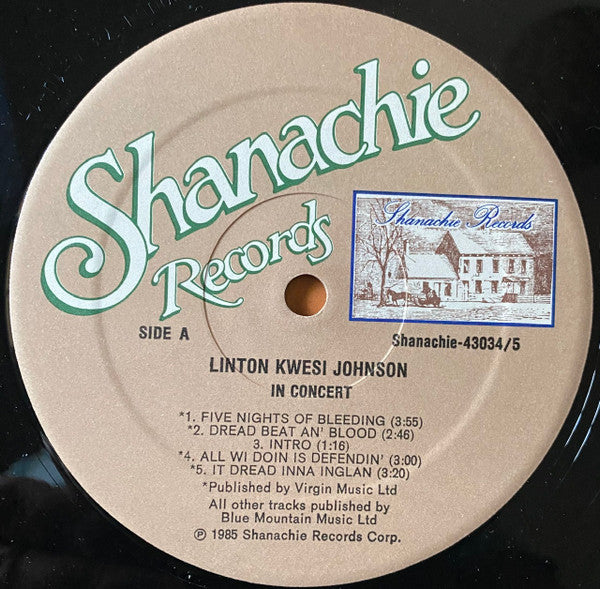 Shanachie
Records
Shanachie Records
SIDE A
Shanachie-43034/5
LINTON KWESI JOHNSON
IN CONCERT
*1. FIVE NIGHTS OF BLEEDING (3:55)
*2. DREAD BEAT AN' BLOOD (2:46)
3. INTRO (1:16)
*4. ALL WI DOIN IS DEFENDIN' (3:00)
*5. IT DREAD INNA INGLAN (3:20)
*Published by Virgin Music Ltd
All other tracks published by
Blue Mountain Music Ltd
℗ 1985 Shanachie Records Corp.